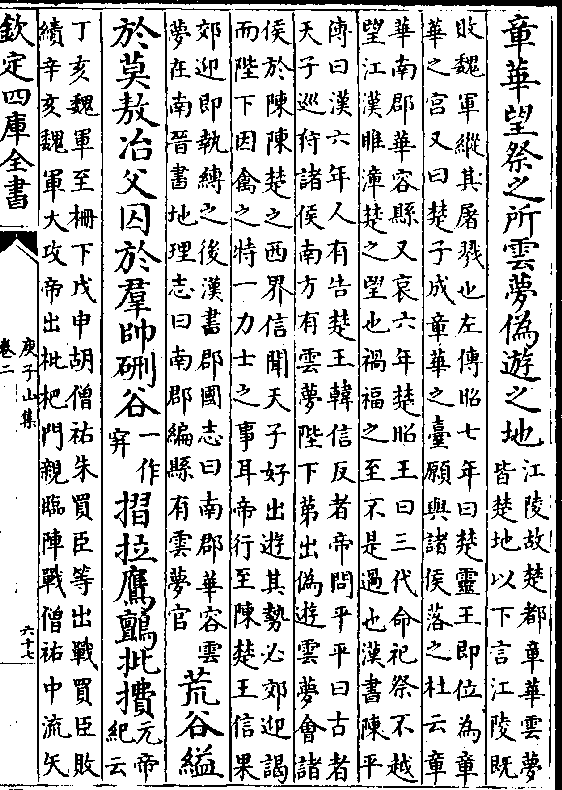 章華望祭之所雲夢偽遊之地
江陵故楚都章華雲夢
皆楚地以下言江陵既
敗魏軍縱其屠戮也左傳昭七年曰楚靈王即位為章
華之宮又曰楚子成章華之臺願與諸侯落之杜云章
華南郡華容縣又哀六年楚昭王曰三代命祀祭不越
望江漢睢漳楚之望也禍福之至不是過也漢書陳平
傳曰漢六年人有告楚王韓信反者帝問平平曰古者
天子巡狩諸侯南方有雲夢陛下第出偽遊雲夢會諸
侯於陳陳楚之西界信聞天子好出遊其勢必郊迎謁
而陛下因禽之特一力士之事耳帝行至陳楚王信果
郊迎即執縛之後漢書郡國志曰南郡華容雲
夢在南晉書地理志曰南郡編縣有雲夢官
荒谷縊
於莫敖冶父囚於羣帥硎谷
一作
穽
摺拉鷹鸇批㩌
元帝
紀云
丁亥魏軍至柵下戊申胡僧祐朱買臣等出戰買臣敗
績辛亥魏軍大攻帝出枇杷門親臨陣戰僧祐中流矢
欽定四庫全書
庾子山集
卷二
六十七